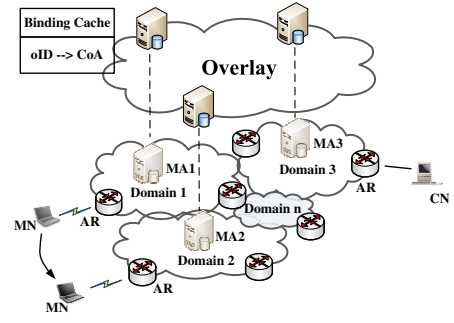 Binding Cache
oID --> CoA
Overlay
MA1
Domain 1
MA3
Domain 3
AR
CN
Domain n
MN
AR
MA2
Domain 2
AR
MN